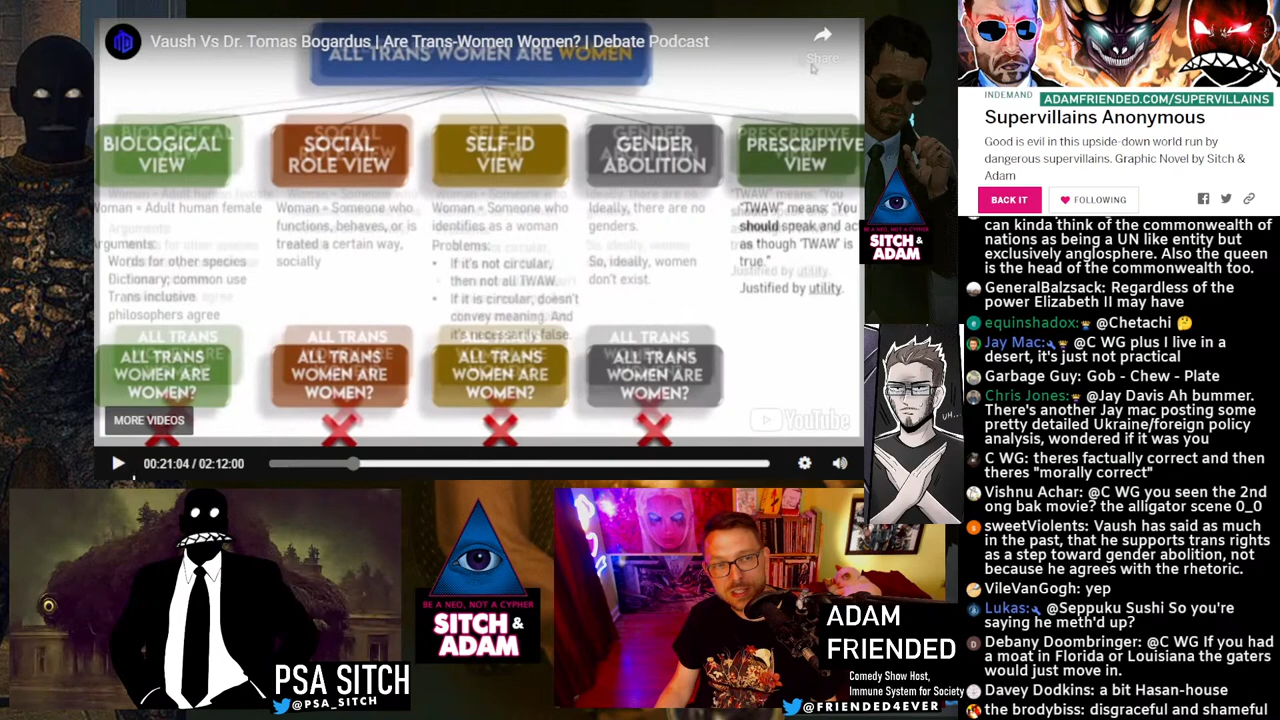 Vaush Vs Dr. Tomas Bogardus | Are Trans-Women Women? | Debate Podcast
Share
ALL TRANS WOMEN ARE WOMEN
BIOLOGICAL
VIEW
Woman = Adult human female
Arguments:
Words for other species
Dictionary; common use
Trans inclusive
philosophers agree
SOCIAL
ROLE VIEW
Woman = Someone who
functions, behaves, or is
treated a certain way,
socially
SELF-ID
VIEW
Woman = Someone who
identifies as a woman
Problems:
• If it's not circular,
then not all TWAW.
• If it is circular, doesn't
convey meaning. And
it's necessarily false.
GENDER
ABOLITION
Ideally, there are no
genders.
So, ideally, women
don't exist.
PRESCRIPTIVE
VIEW
"TWAW" means: "You
should speak and ac
as though 'TWAW' is
true."
Justified by utility.
ALL TRANS
WOMEN ARE
WOMEN?
ALL TRANS
WOMEN ARE
WOMEN?
ALL TRANS
WOMEN ARE
WOMEN?
ALL TRANS
WOMEN ARE
WOMEN?
MORE VIDEOS
YouTube
00:21:04 / 02:12:00
BE A NEO, NOT A CYPHER
SITCH &
ADAM
UH...
PSA SITCH
@PSA_SITCH
BE A NEO, NOT A CYPHER
SITCH &
ADAM
ADAM
FRIENDED
Comedy Show Host,
Immune System for Society
@FRIENDED4EVER
INDEMAND
ADAMFRIENDED.COM/SUPERVILLAINS
Supervillains Anonymous
Good is evil in this upside-down world run by
dangerous supervillains. Graphic Novel by Sitch &
Adam
BACK IT
FOLLOWING
can kinda think of the commonwealth of
nations as being a UN like entity but
exclusively anglosphere. Also the queen
is the head of the commonwealth too.
GeneralBalzsack: Regardless of the
power Elizabeth II may have
equinshadox: @Chetachi 🤔
Jay Mac: @C WG plus I live in a
desert, it's just not practical
Garbage Guy: Gob - Chew - Plate
Chris Jones: @Jay Davis Ah bummer.
There's another Jay mac posting some
pretty detailed Ukraine/foreign policy
analysis, wondered if it was you
C WG: theres factually correct and then
theres "morally correct"
Vishnu Achar: @C WG you seen the 2nd
ong bak movie? the alligator scene 0_0
sweetViolents: Vaush has said as much
in the past, that he supports trans rights
as a step toward gender abolition, not
because he agrees with the rhetoric.
VileVanGogh: yep
Lukas: @Seppuku Sushi So you're
saying he meth'd up?
Debany Doombringer: @C WG If you had
a moat in Florida or Louisiana the gaters
would just move in.
Davey Dodkins: a bit Hasan-house
the brodybiss: disgraceful and shameful